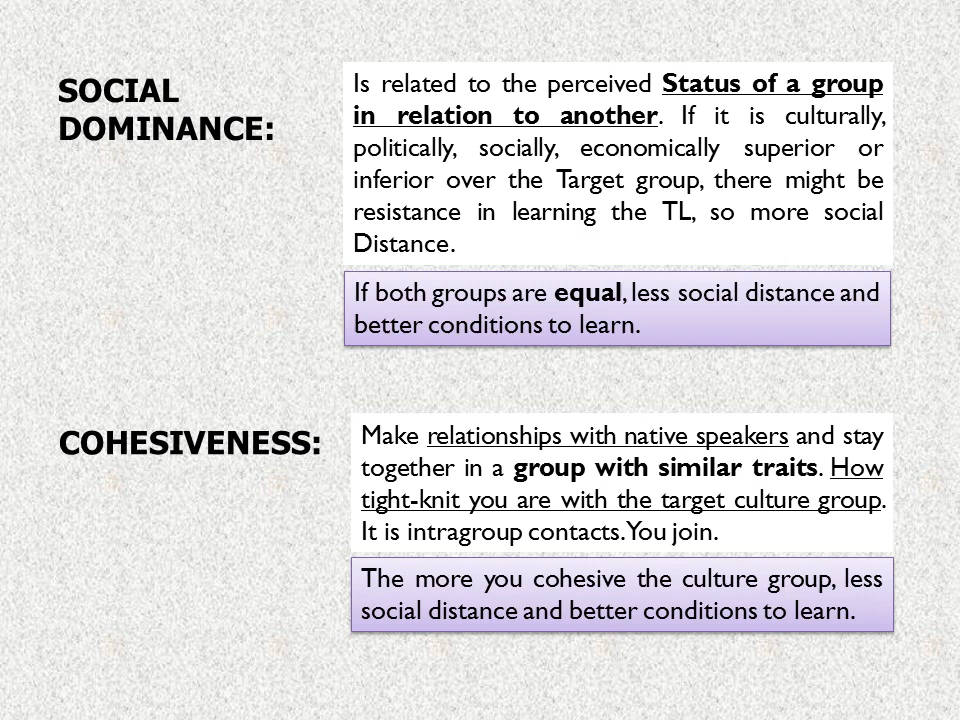 SOCIAL
DOMINANCE:
Is related to the perceived Status of a group
in relation to another. If it is culturally,
politically, socially, economically superior or
inferior over the Target group, there might be
resistance in learning the TL, so more social
Distance.
If both groups are equal, less social distance and
better conditions to learn.
COHESIVENESS:
Make relationships with native speakers and stay
together in a group with similar traits. How
tight-knit you are with the target culture group.
It is intragroup contacts. You join.
The more you cohesive the culture group, less
social distance and better conditions to learn.